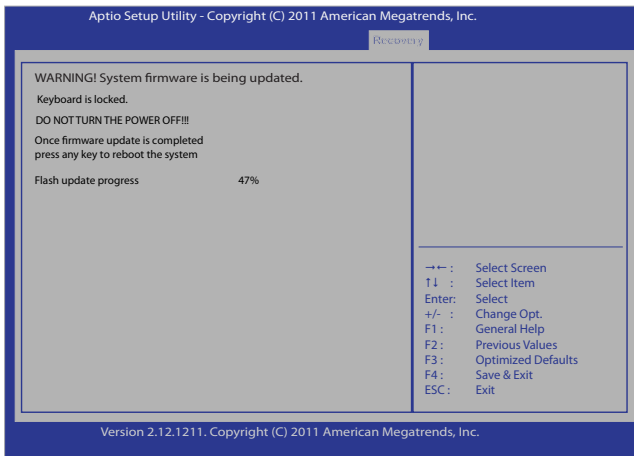 Aptio Setup Utility - Copyright (C) 2011 American Megatrends, Inc.
Recovery
WARNING! System firmware is being updated.
Keyboard is locked.
DO NOT TURN THE POWER OFF!!!
Once firmware update is completed
press any key to reboot the system
Flash update progress 47%
→← : Select Screen
↑↓ : Select Item
Enter: Select
+/- : Change Opt.
F1 : General Help
F2 : Previous Values
F3 : Optimized Defaults
F4 : Save & Exit
ESC : Exit
Version 2.12.1211. Copyright (C) 2011 American Megatrends, Inc.